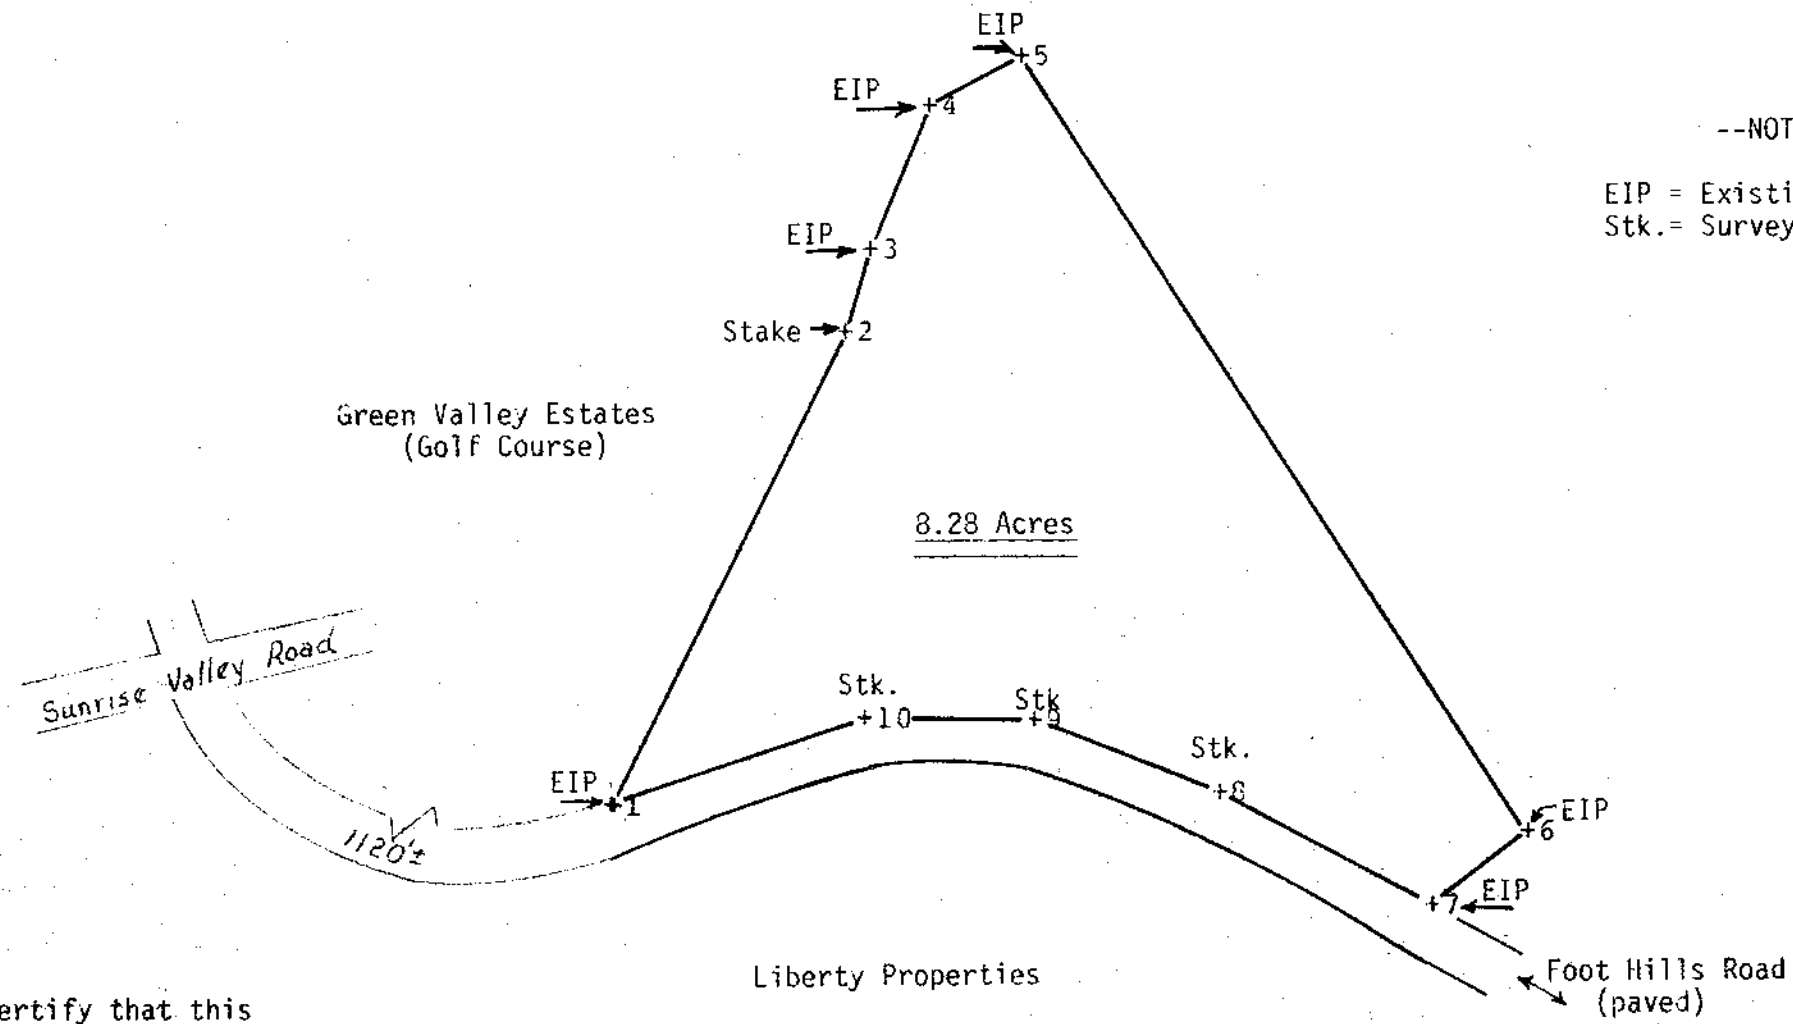 EIP
+5
EIP
+4
--NOT
EIP = Existi
Stk.= Survey
EIP
+3
Stake
+2
Green Valley Estates
(Golf Course)
8.28 Acres
Sunrise Valley Road
Stk.
+10
Stk
+9
Stk.
+8
EIP
+1
1120'±
EIP
+6
EIP
+7
Liberty Properties
Foot Hills Road
(paved)
ertify that this